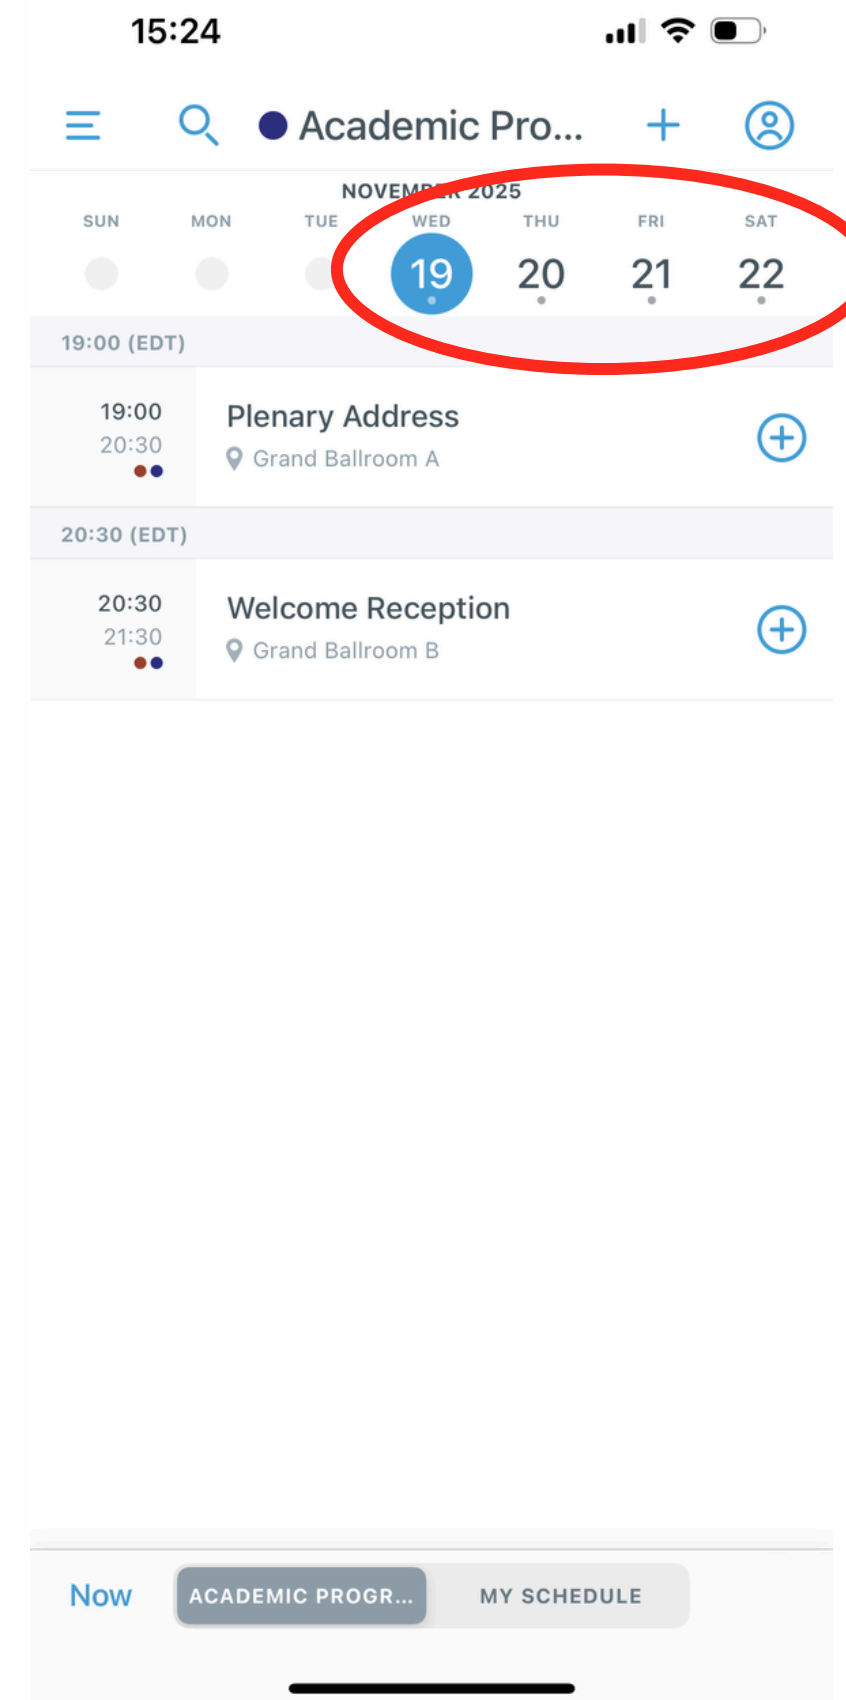 15:24
Academic Pro...
NOVEMBER 2025
SUN MON TUE WED THU FRI SAT
19 20 21 22
19:00 (EDT)
19:00 Plenary Address
20:30 Grand Ballroom A
20:30 (EDT)
20:30 Welcome Reception
21:30 Grand Ballroom B
Now ACADEMIC PROGR... MY SCHEDULE